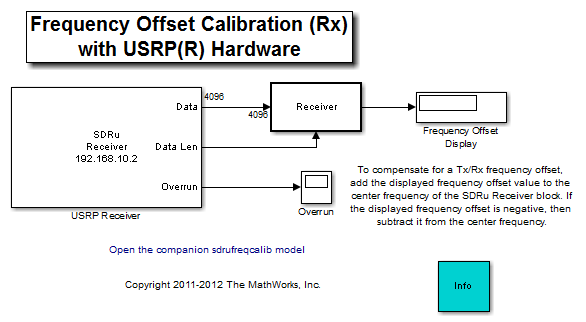 Frequency Offset Calibration (Rx)
with USRP(R) Hardware
Data
4096
4096
Receiver
SDRu
Receiver
192.168.10.2
Data Len
Frequency Offset
Display
Overrun
Overrun
USRP Receiver
To compensate for a Tx/Rx frequency offset,
add the displayed frequency offset value to the
center frequency of the SDRu Receiver block. If
the displayed frequency offset is negative, then
subtract it from the center frequency.
Open the companion sdrufreqcalib model
Copyright 2011-2012 The MathWorks, Inc.
Info